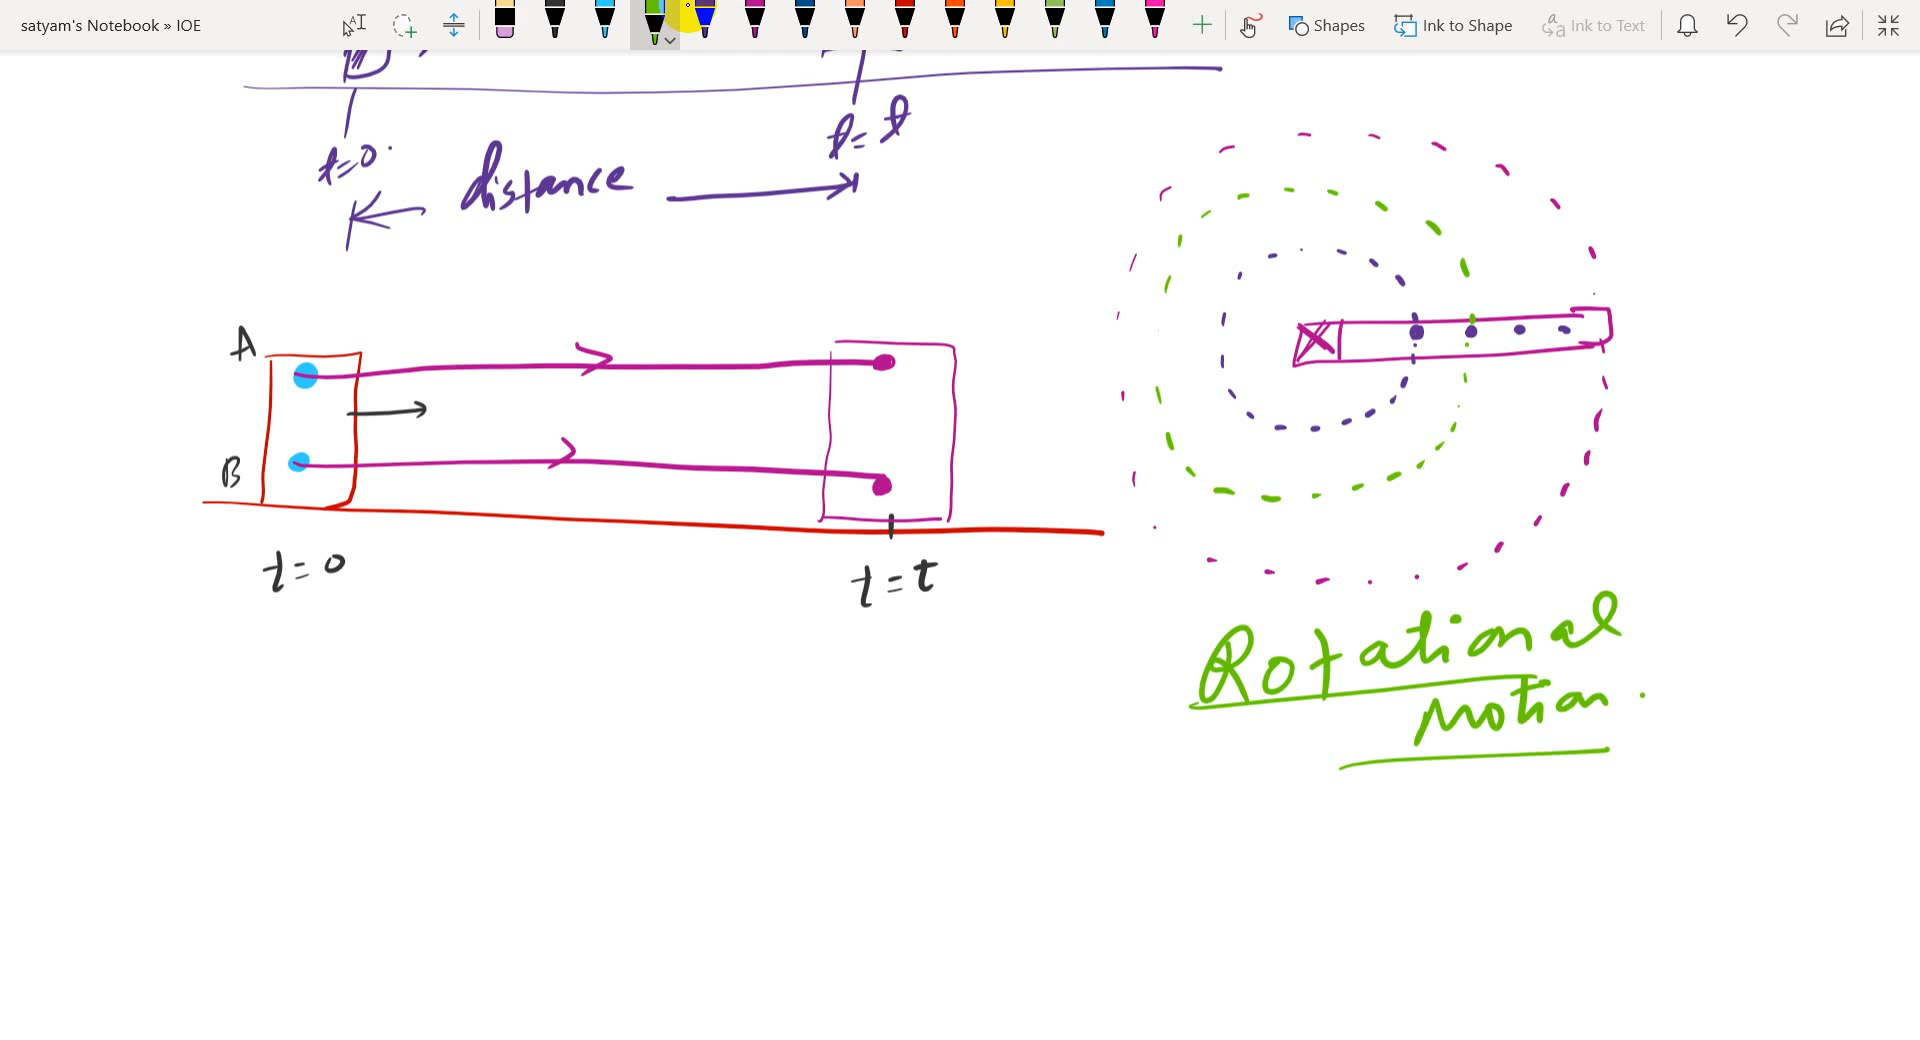 satyam's Notebook » IOE
Shapes
Ink to Shape
Ink to Text
t=0
t=t
distance
A
B
t=0
t=t
Rotational
Motion.